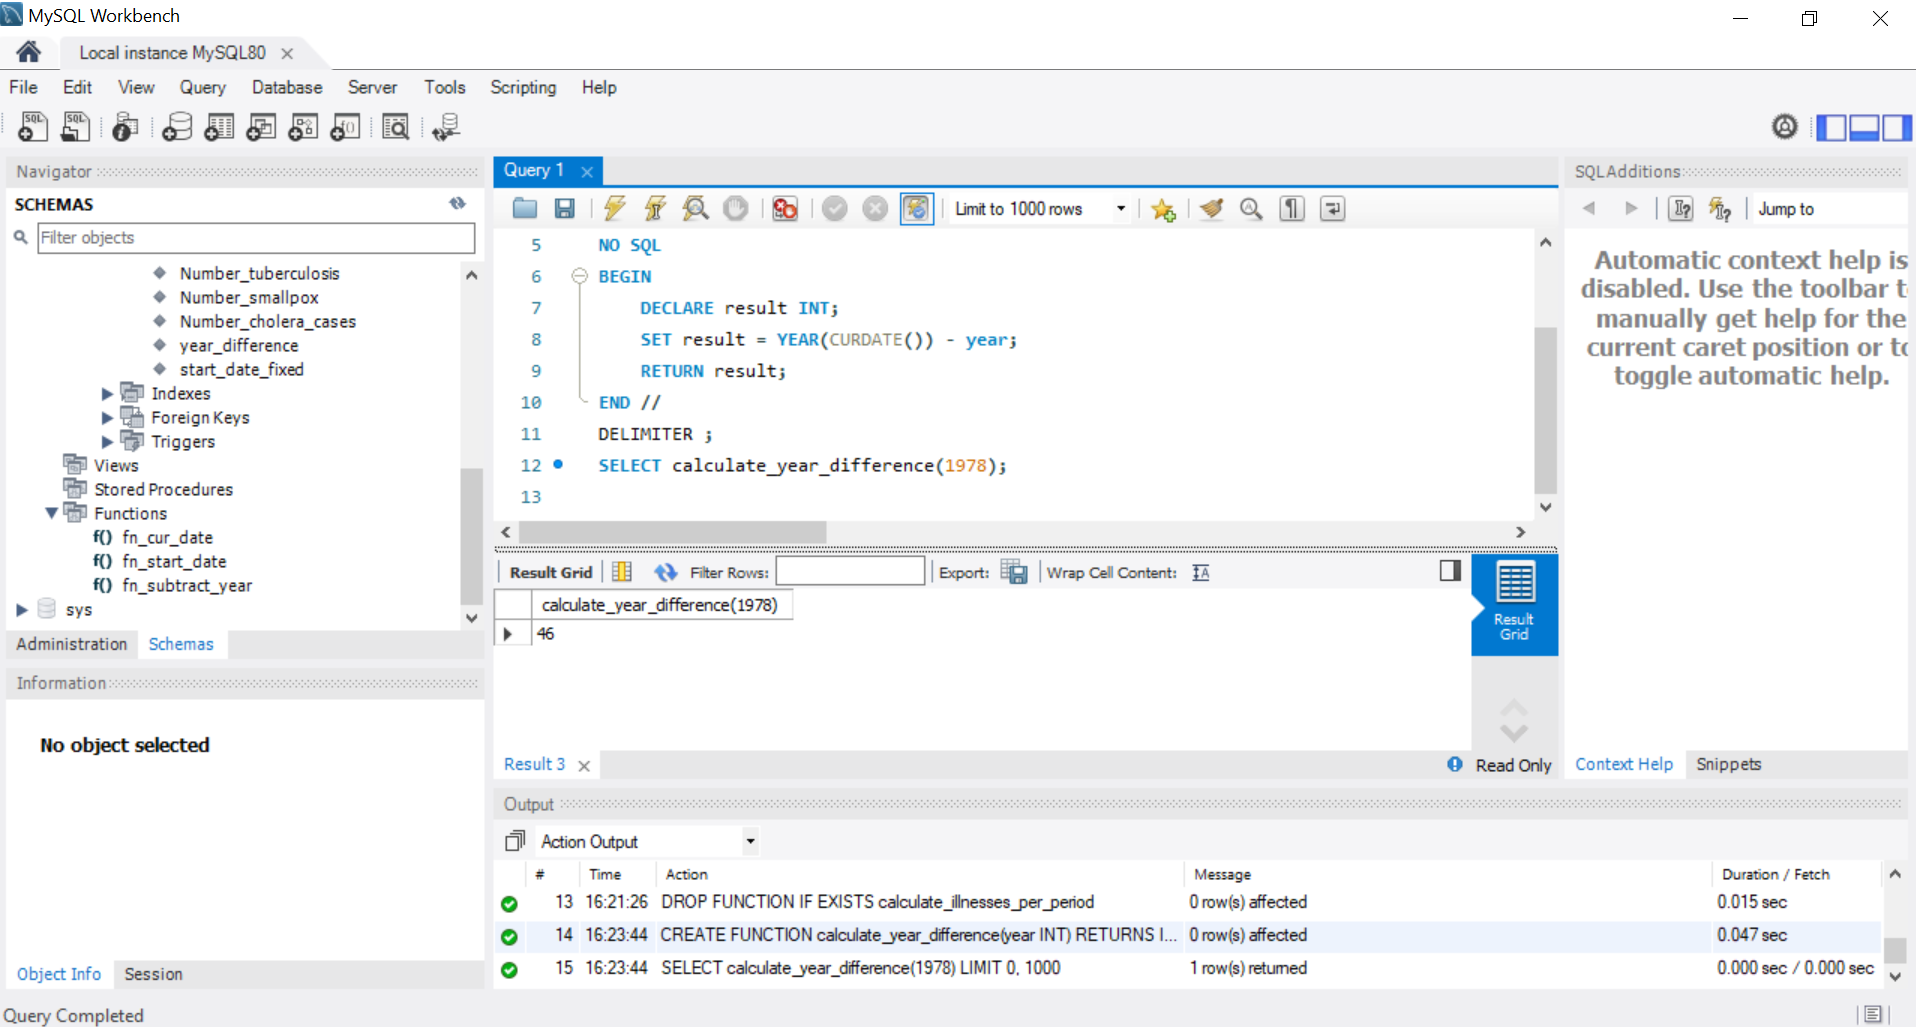 MySQL Workbench
Local instance MySQL80
File Edit View Query Database Server Tools Scripting Help
Navigator
SCHEMAS
Filter objects
Number_tuberculosis
Number_smallpox
Number_cholera_cases
year_difference
start_date_fixed
Indexes
Foreign Keys
Triggers
Views
Stored Procedures
Functions
f() fn_cur_date
f() fn_start_date
f() fn_subtract_year
sys
Administration Schemas
Information
No object selected
Object Info Session
Query 1
Limit to 1000 rows
5 NO SQL
6 BEGIN
7 DECLARE result INT;
8 SET result = YEAR(CURDATE()) - year;
9 RETURN result;
10 END //
11 DELIMITER ;
12 SELECT calculate_year_difference(1978);
13
Result Grid Filter Rows: Export: Wrap Cell Content:
calculate_year_difference(1978)
46
Result
Grid
Result 3 Read Only
SQLAdditions
Jump to
Automatic context help is
disabled. Use the toolbar t
manually get help for the
current caret position or to
toggle automatic help.
Context Help Snippets
Output
Action Output
# Time Action Message Duration / Fetch
13 16:21:26 DROP FUNCTION IF EXISTS calculate_illnesses_per_period 0 row(s) affected 0.015 sec
14 16:23:44 CREATE FUNCTION calculate_year_difference(year INT) RETURNS I... 0 row(s) affected 0.047 sec
15 16:23:44 SELECT calculate_year_difference(1978) LIMIT 0, 1000 1 row(s) returned 0.000 sec / 0.000 sec
Query Completed